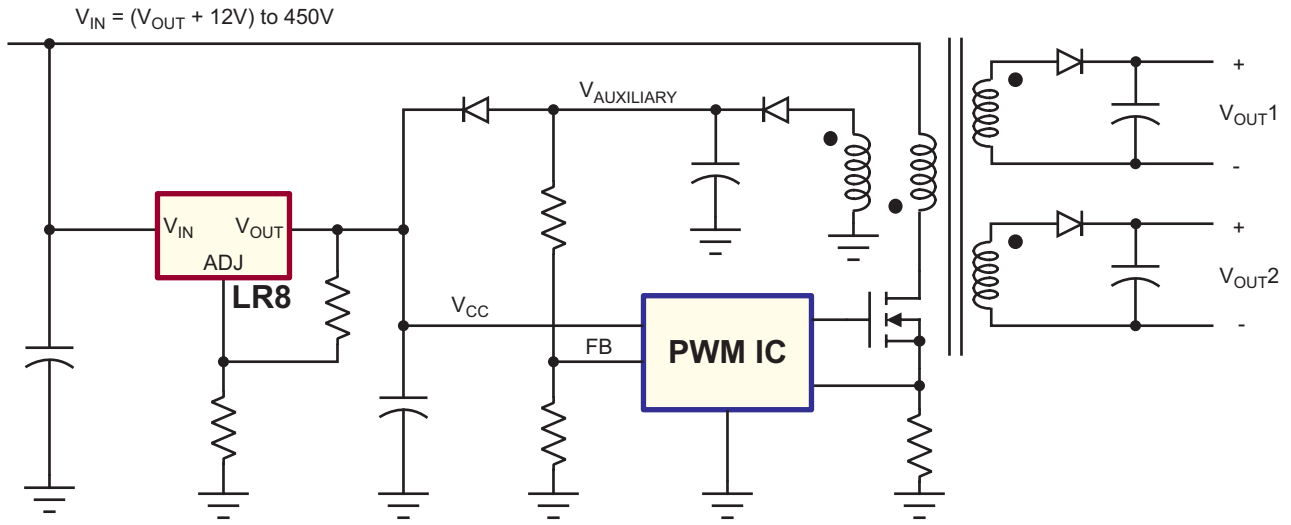 VIN = (VOUT + 12V) to 450V
VAUXILIARY
+
VOUT1
-
VIN
VOUT
ADJ
LR8
+
VOUT2
-
VCC
FB
PWM IC